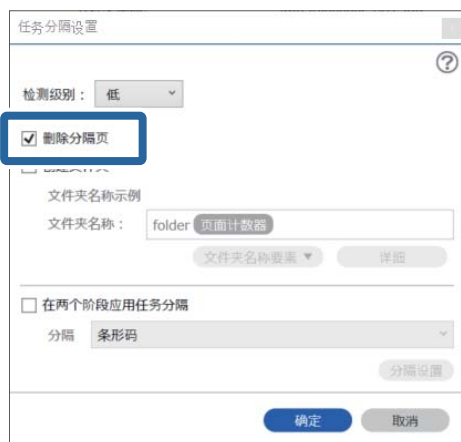 任务分隔设置
?
检测级别： 低
删除分隔页
文件夹名称示例
文件夹名称： folder 页面计数器
文件夹名称要素 ▼ 详细
在两个阶段应用任务分隔
分隔 条形码
分隔设置
确定 取消